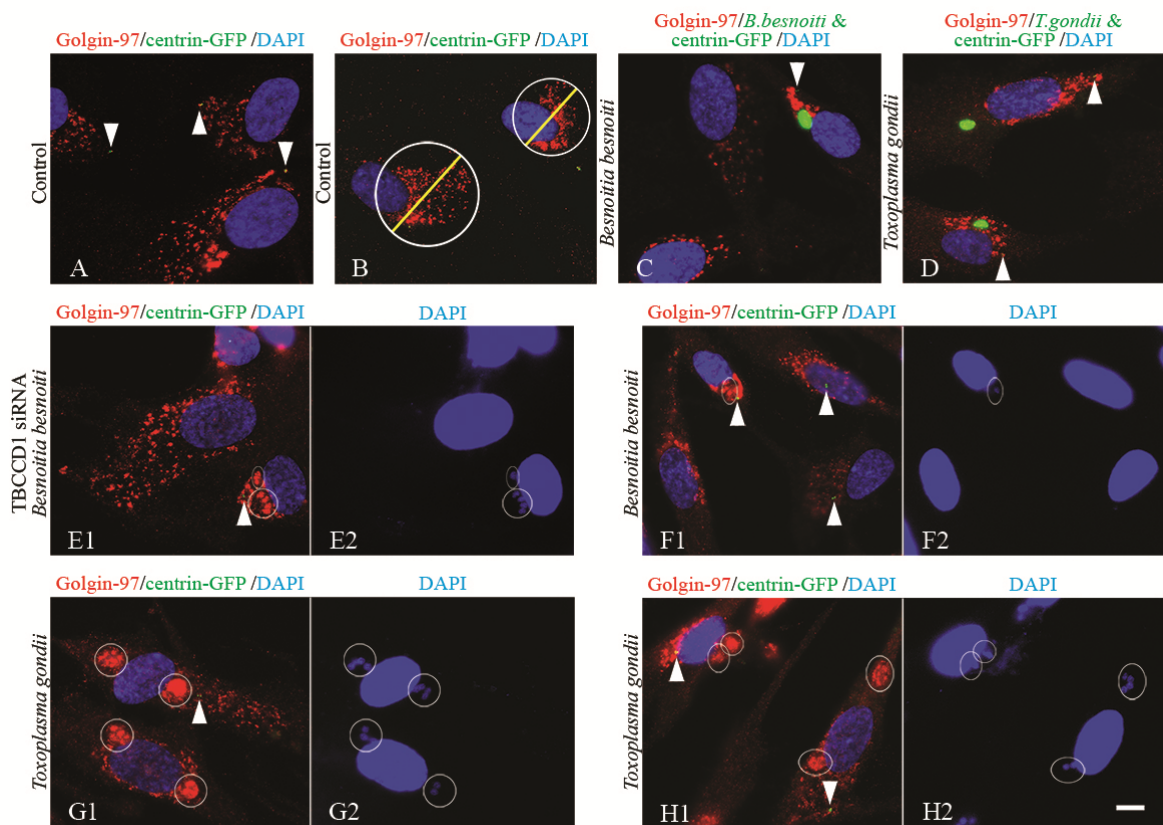 Golgin-97/centrin-GFP/DAPI
Control
A
Golgin-97/centrin-GFP /DAPI
Control
B
Golgin-97/B.besnoiti &
centrin-GFP/DAPI
Besnoitia besnoiti
C
Golgin-97/T.gondii &
centrin-GFP/DAPI
Toxoplasma gondii
D
TBCCD1 siRNA
Besnoitia besnoiti
Golgin-97/centrin-GFP /DAPI
E1
DAPI
E2
Besnoitia besnoiti
Golgin-97/centrin-GFP /DAPI
F1
DAPI
F2
Toxoplasma gondii
Golgin-97/centrin-GFP /DAPI
G1
DAPI
G2
Toxoplasma gondii
Golgin-97/centrin-GFP /DAPI
H1
DAPI
H2